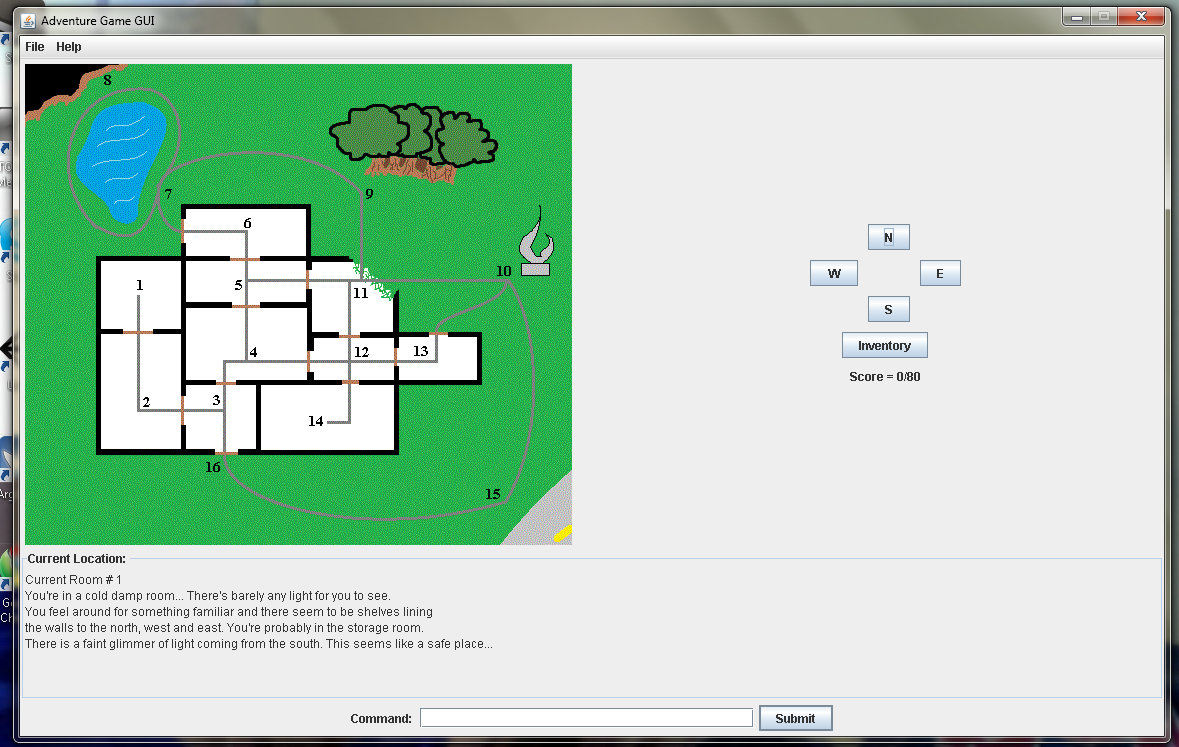 Adventure Game GUI
File Help
8
7
9
6
10
5
1
11
4
12
13
2
3
14
16
15
N
W
E
S
Inventory
Score = 0/80
Current Location:
Current Room # 1
You're in a cold damp room... There's barely any light for you to see.
You feel around for something familiar and there seem to be shelves lining
the walls to the north, west and east. You're probably in the storage room.
There is a faint glimmer of light coming from the south. This seems like a safe place...
Command:
Submit